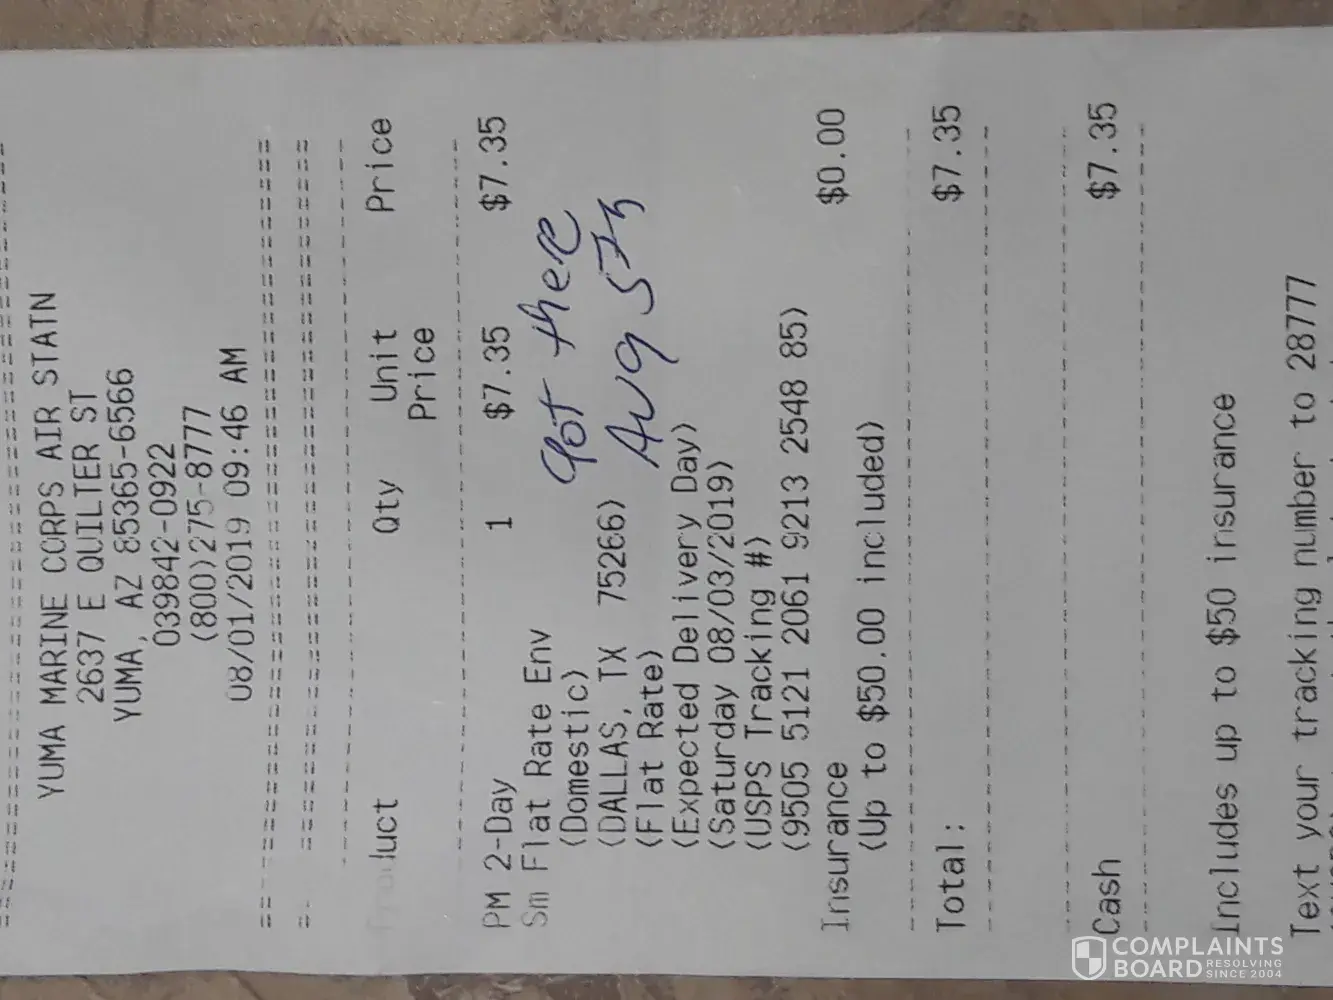 YUMA MARINE CORPS AIR STATN
2637 E QUILTER ST
YUMA, AZ 85365-6566
039842-0922
(800)275-8777
08/01/2019 09:46 AM
Product Qty Unit Price
Price
PM 2-Day 1 $7.35 $7.35
Sm Flat Rate Env
(Domestic)
(DALLAS, TX 75266)
(Flat Rate)
(Expected Delivery Day)
(Saturday 08/03/2019)
(USPS Tracking #)
(9505 5121 2061 9213 2548 85)
Got there
Aug 5th
Insurance $0.00
(Up to $50.00 included)
Total: $7.35
Cash $7.35
Includes up to $50 insurance
Text your tracking number to 28777
COMPLAINTS
BOARD RESOLVING
SINCE 2004